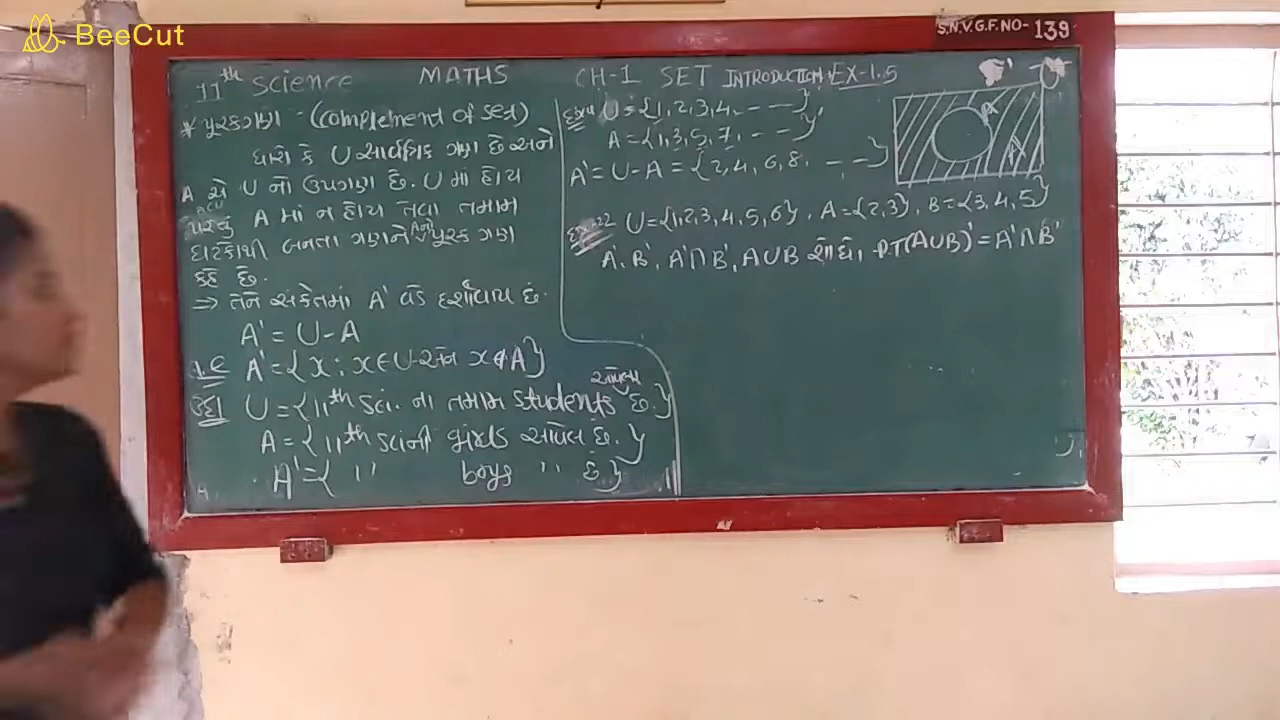 BeeCut
S.N.V.G.F.NO- 139
11th Science MATHS CH-1 SET INTRODUCTION, EX-1.5
* પૂરકગણ - (complement of set)
ધારો કે U સાર્વત્રિક ગણ છે અને
A એ U નો ઉપગણ છે. U માં હોય
પરંતુ A માં ન હોય તેવા તમામ
ઘટકોથી બનતા ગણને A નો પૂરક ગણ
કહે છે.
⇒ તેને સંકેતમાં A' વડે દર્શાવાય છે.
A' = U - A
A' = {x : x ∈ U અને x ∉ A}
U = {11th sci. ના તમામ students છે.}
A = {11th sci ની છે.}
A' = { '' boys '' છે.}
U = {1,2,3,4, - - -},
A = {1,3,5,7, - - -}
A' = U - A = {2,4,6,8. - - -}
Ex-22 U = {1,2,3,4,5,6}, A = {2,3}, B = {3,4,5}
A', B', A'∩B', A∪B શોધો, PT (A∪B)' = A'∩B'